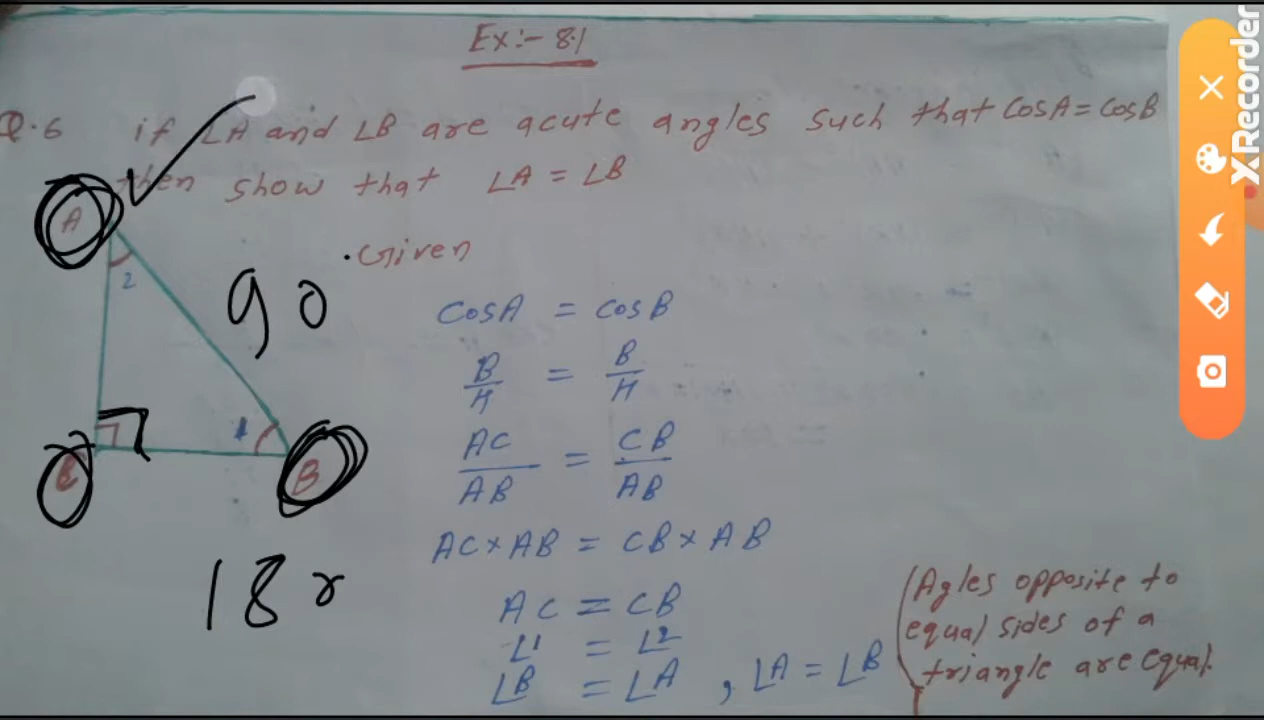 Ex:- 8.1
Q.6 if ∠A and ∠B are acute angles such that CosA = cosB
then show that ∠A = ∠B
A
2
90
Given
cosA = cosB
B/H = B/H
AC/AB = CB/AB
1
C
B
AC×AB = CB×AB
18
AC = CB
∠1 = ∠2
∠B = ∠A , ∠A = ∠B
(Agles opposite to
equal sides of a
triangle are equal.
XRecorder